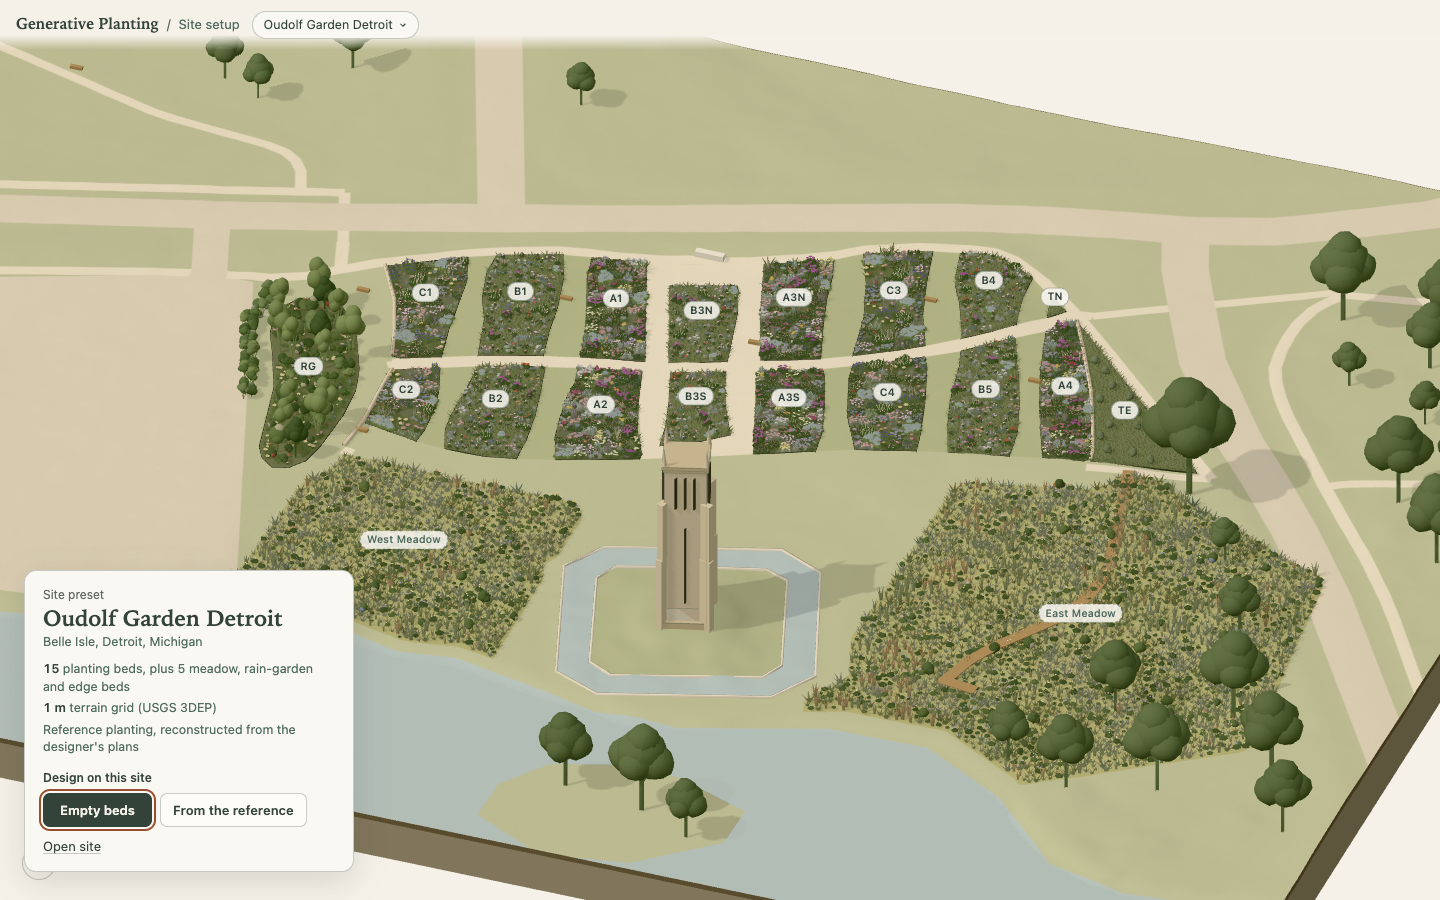 Generative Planting / Site setup Oudolf Garden Detroit
C1
B1
A1
B3N
A3N
C3
B4
TN
RG
C2
B2
A2
B3S
A3S
C4
B5
A4
TE
West Meadow
East Meadow
Site preset
Oudolf Garden Detroit
Belle Isle, Detroit, Michigan
15 planting beds, plus 5 meadow, rain-garden
and edge beds
1 m terrain grid (USGS 3DEP)
Reference planting, reconstructed from the
designer's plans
Design on this site
Empty beds From the reference
Open site